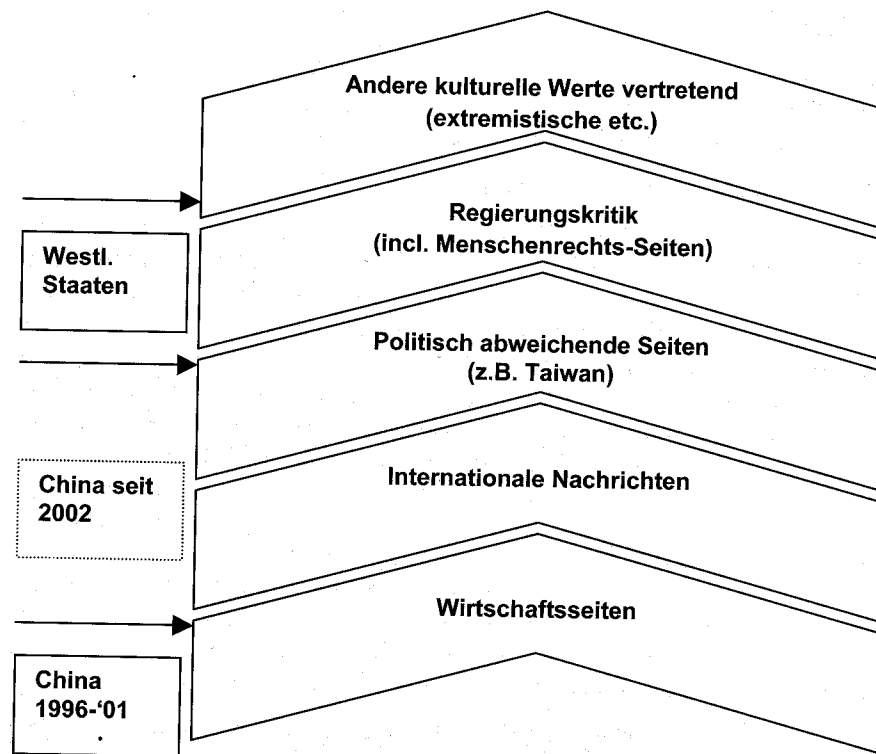 Andere kulturelle Werte vertretend
(extremistische etc.)
Regierungskritik
(incl. Menschenrechts-Seiten)
Westl.
Staaten
Politisch abweichende Seiten
(z.B. Taiwan)
China seit
2002
Internationale Nachrichten
Wirtschaftsseiten
China
1996-‘01